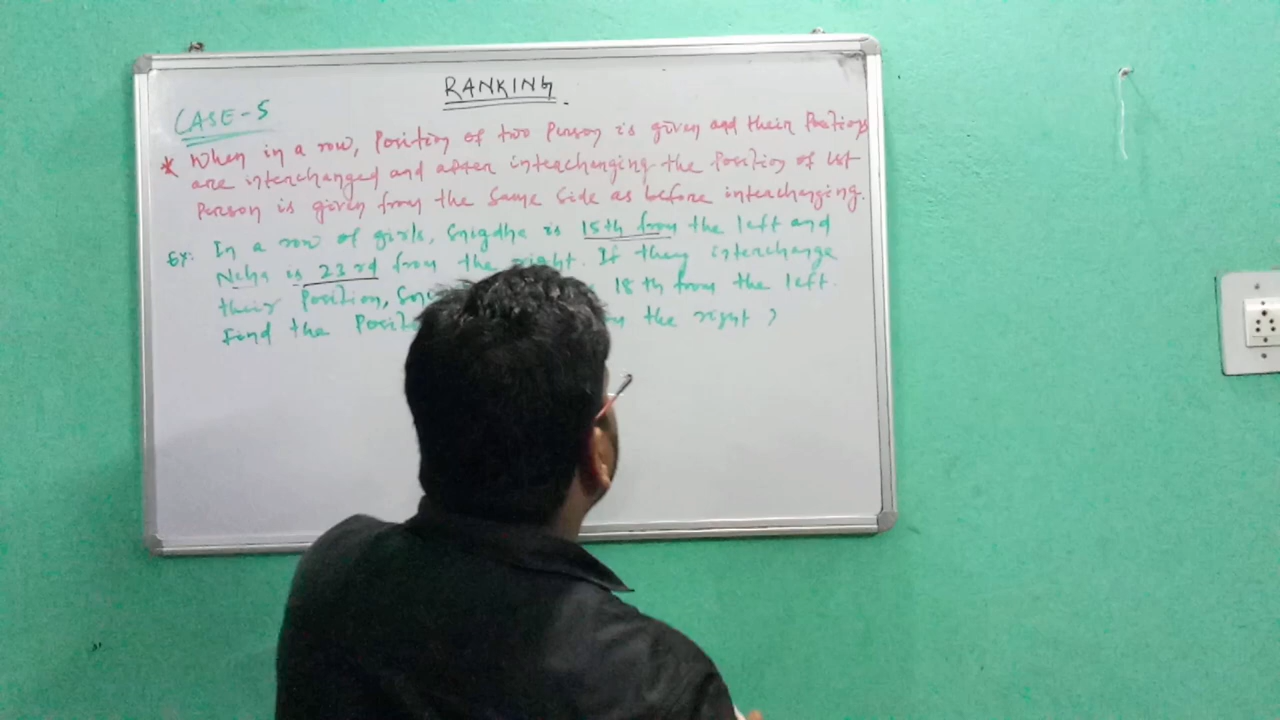 RANKING
CASE-5
* When in a row, Position of two Person is given and their Positions
are interchanged and after interchanging the Position of 1st
Person is given from the same side as before interchanging.
Ex: In a row of girls, Snigdha is 15th from the left and
Neha is 23rd from the right. If they interchange
their Position, 18th from the left.
Find the the right ?